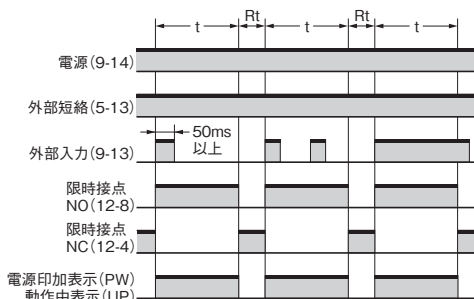 Rt Rt
t t t
電源(9-14)
外部短絡(5-13)
50ms
以上
外部入力(9-13)
限時接点
NO(12-8)
限時接点
NC(12-4)
電源印加表示(PW)
動作中表示(UP)